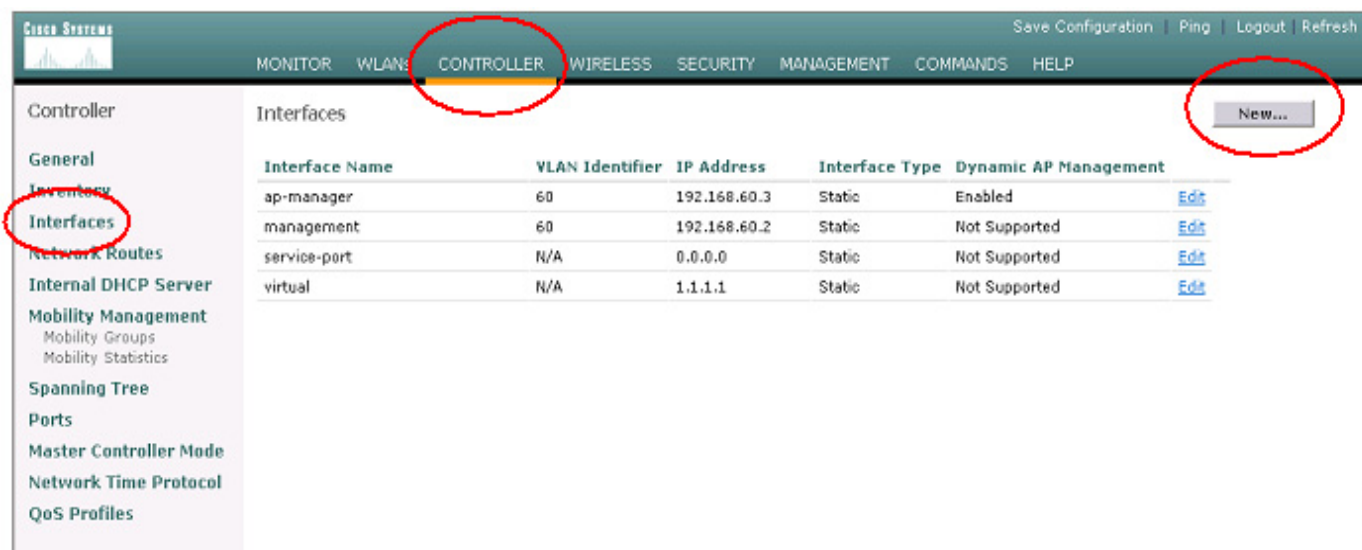 CISCO SYSTEMS
Save Configuration | Ping | Logout | Refresh
MONITOR WLANs CONTROLLER WIRELESS SECURITY MANAGEMENT COMMANDS HELP
Controller
General
Inventory
Interfaces
Network Routes
Internal DHCP Server
Mobility Management
Mobility Groups
Mobility Statistics
Spanning Tree
Ports
Master Controller Mode
Network Time Protocol
QoS Profiles
Interfaces
New...
Interface Name VLAN Identifier IP Address Interface Type Dynamic AP Management
ap-manager 60 192.168.60.3 Static Enabled Edit
management 60 192.168.60.2 Static Not Supported Edit
service-port N/A 0.0.0.0 Static Not Supported Edit
virtual N/A 1.1.1.1 Static Not Supported Edit